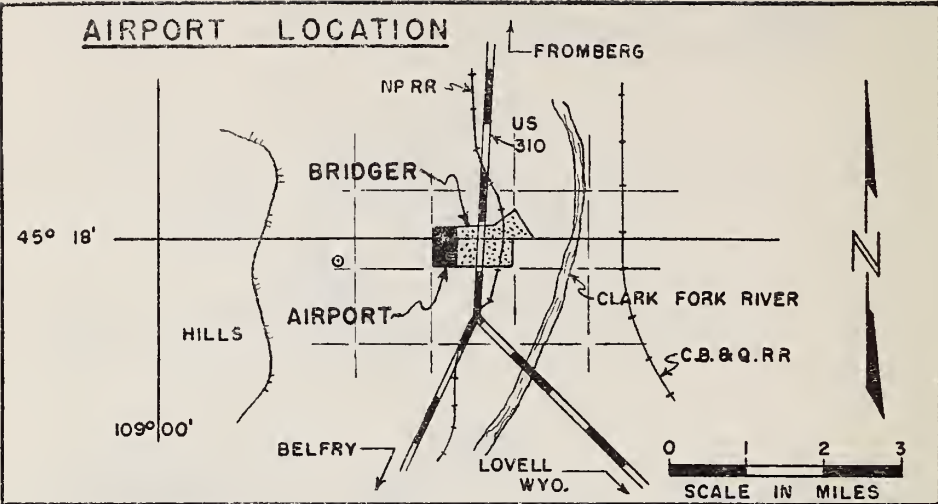 AIRPORT LOCATION
FROMBERG
NP RR
US
310
BRIDGER
45° 18'
CLARK FORK RIVER
AIRPORT
HILLS
C.B.&Q.RR
109° 00'
BELFRY
LOVELL
WYO.
N
0 1 2 3
SCALE IN MILES